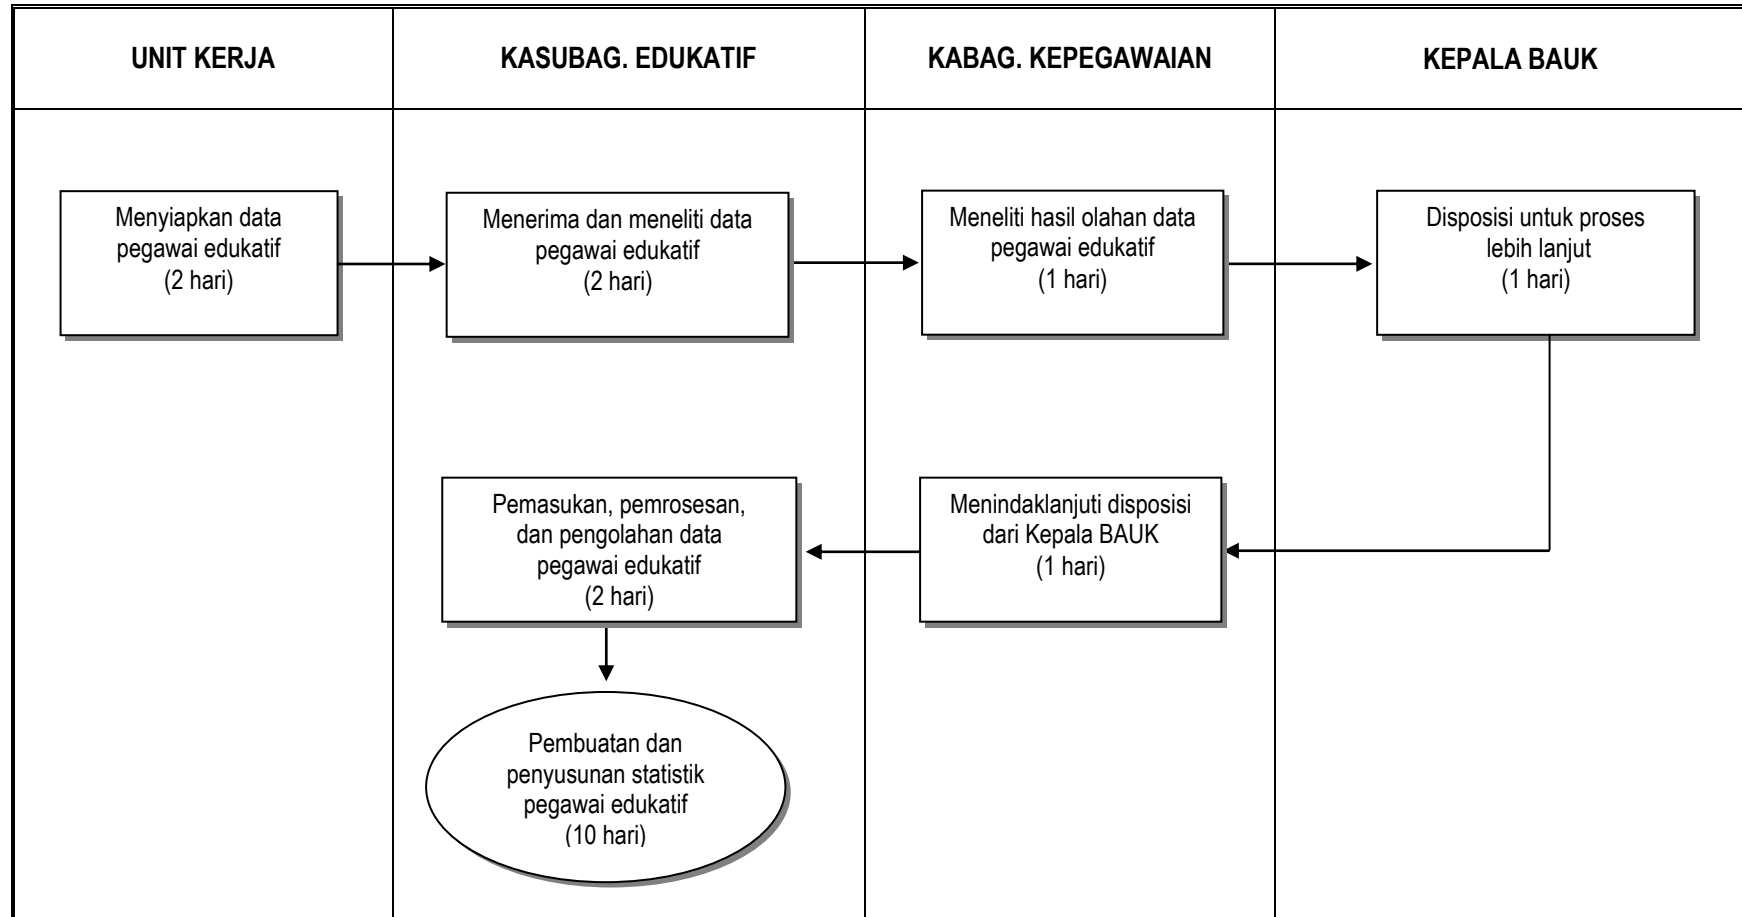 UNIT KERJA
KASUBAG. EDUKATIF
KABAG. KEPEGAWAIAN
KEPALA BAUK
Menyiapkan data
pegawai edukatif
(2 hari)
Menerima dan meneliti data
pegawai edukatif
(2 hari)
Meneliti hasil olahan data
pegawai edukatif
(1 hari)
Disposisi untuk proses
lebih lanjut
(1 hari)
Menindaklanjuti disposisi
dari Kepala BAUK
(1 hari)
Pemasukan, pemrosesan,
dan pengolahan data
pegawai edukatif
(2 hari)
Pembuatan dan
penyusunan statistik
pegawai edukatif
(10 hari)